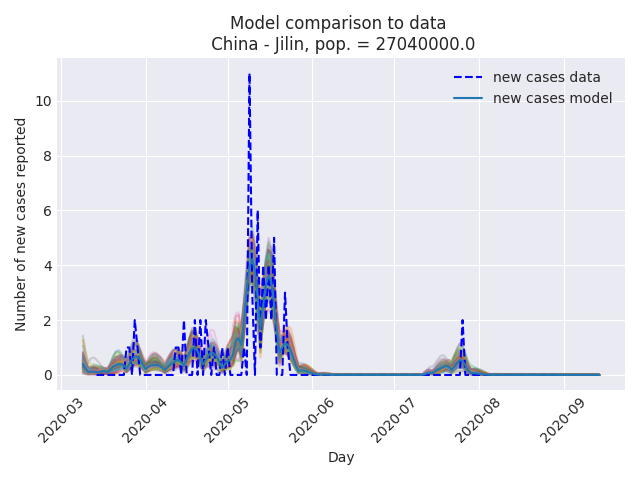 Model comparison to data
China - Jilin, pop. = 27040000.0
new cases data
new cases model
Number of new cases reported
10
8
6
4
2
0
2020-03
2020-04
2020-05
2020-06
2020-07
2020-08
2020-09
Day